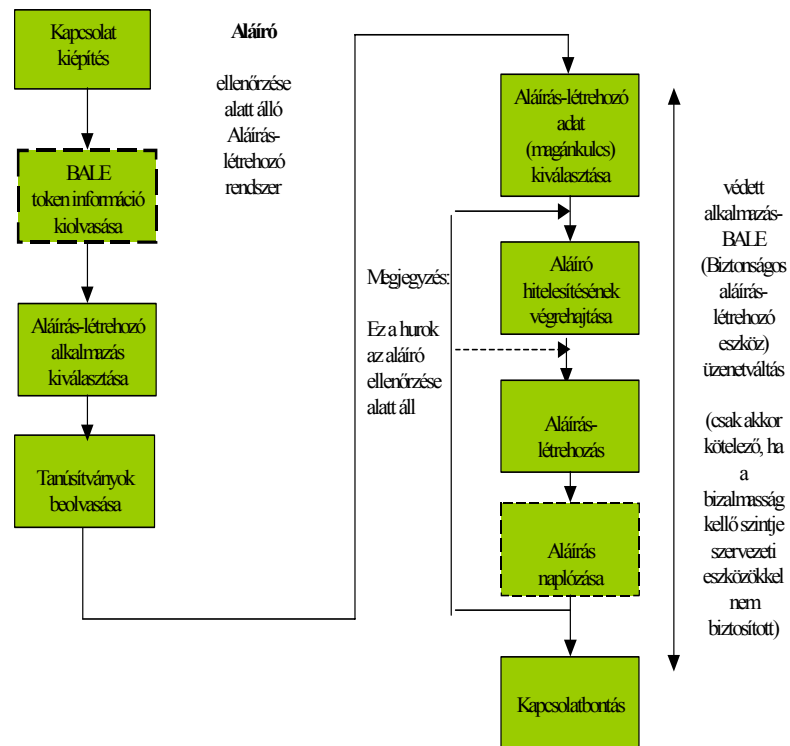 Kapcsolat
kiépítés
Aláíró
ellenőrzése
alatt álló
Aláírás-
létrehozó
rendszer
BALE
token információ
kiolvasása
Aláírás-létrehozó
alkalmazás
kiválasztása
Tanúsítványok
beolvasása
Aláírás-létrehozó
adat
(magánkulcs)
kiválasztása
Megjegyzés:
Ez a hurok
az aláíró
ellenőrzése
alatt áll
Aláíró
hitelesítésének
végrehajtása
Aláírás-
létrehozás
Aláírás
naplózása
Kapcsolatbontás
védett
alkalmazás-
BALE
(Biztonságos
aláírás-
létrehozó
eszköz)
üzenetváltás
(csak akkor
kötelező, ha
a
bizalmasság
kellő szintje
szervezeti
eszközökkel
nem
biztosított)